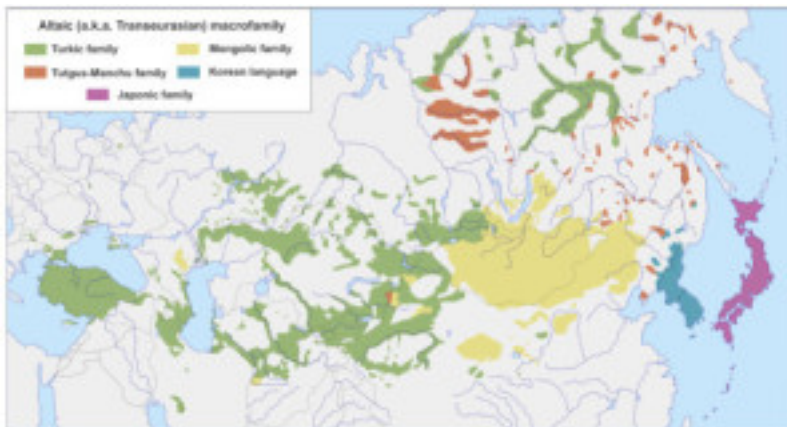 Altaic (a.k.a. Transeurasian) macrofamily
Turkic family
Mongolic family
Tungus-Manchu family
Korean language
Japonic family